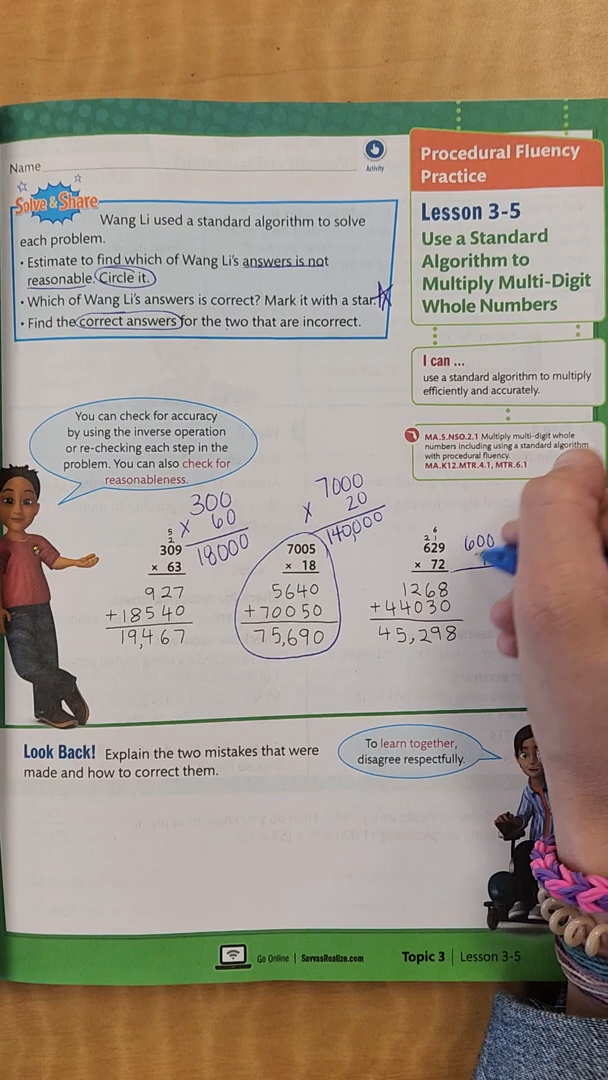 Name
Activity
Procedural Fluency
Practice
Solve & Share
Wang Li used a standard algorithm to solve
each problem.
• Estimate to find which of Wang Li's answers is not
reasonable. Circle it.
• Which of Wang Li's answers is correct? Mark it with a star.
• Find the correct answers for the two that are incorrect.
Lesson 3-5
Use a Standard
Algorithm to
Multiply Multi-Digit
Whole Numbers
I can ...
use a standard algorithm to multiply
efficiently and accurately.
MA.5.NSO.2.1 Multiply multi-digit whole
numbers including using a standard algorithm
with procedural fluency.
MA.K12.MTR.4.1, MTR.6.1
You can check for accuracy
by using the inverse operation
or re-checking each step in the
problem. You can also check for
reasonableness.
300
x 60
18000
7000
x 20
140,000
5
2
309
× 63
927
+18540
19,467
7005
× 18
5640
+70050
75,690
6
2 1
629
× 72
1268
+44030
45,298
600
Look Back! Explain the two mistakes that were
made and how to correct them.
To learn together,
disagree respectfully.
Go Online | SavvasRealize.com
Topic 3 | Lesson 3-5